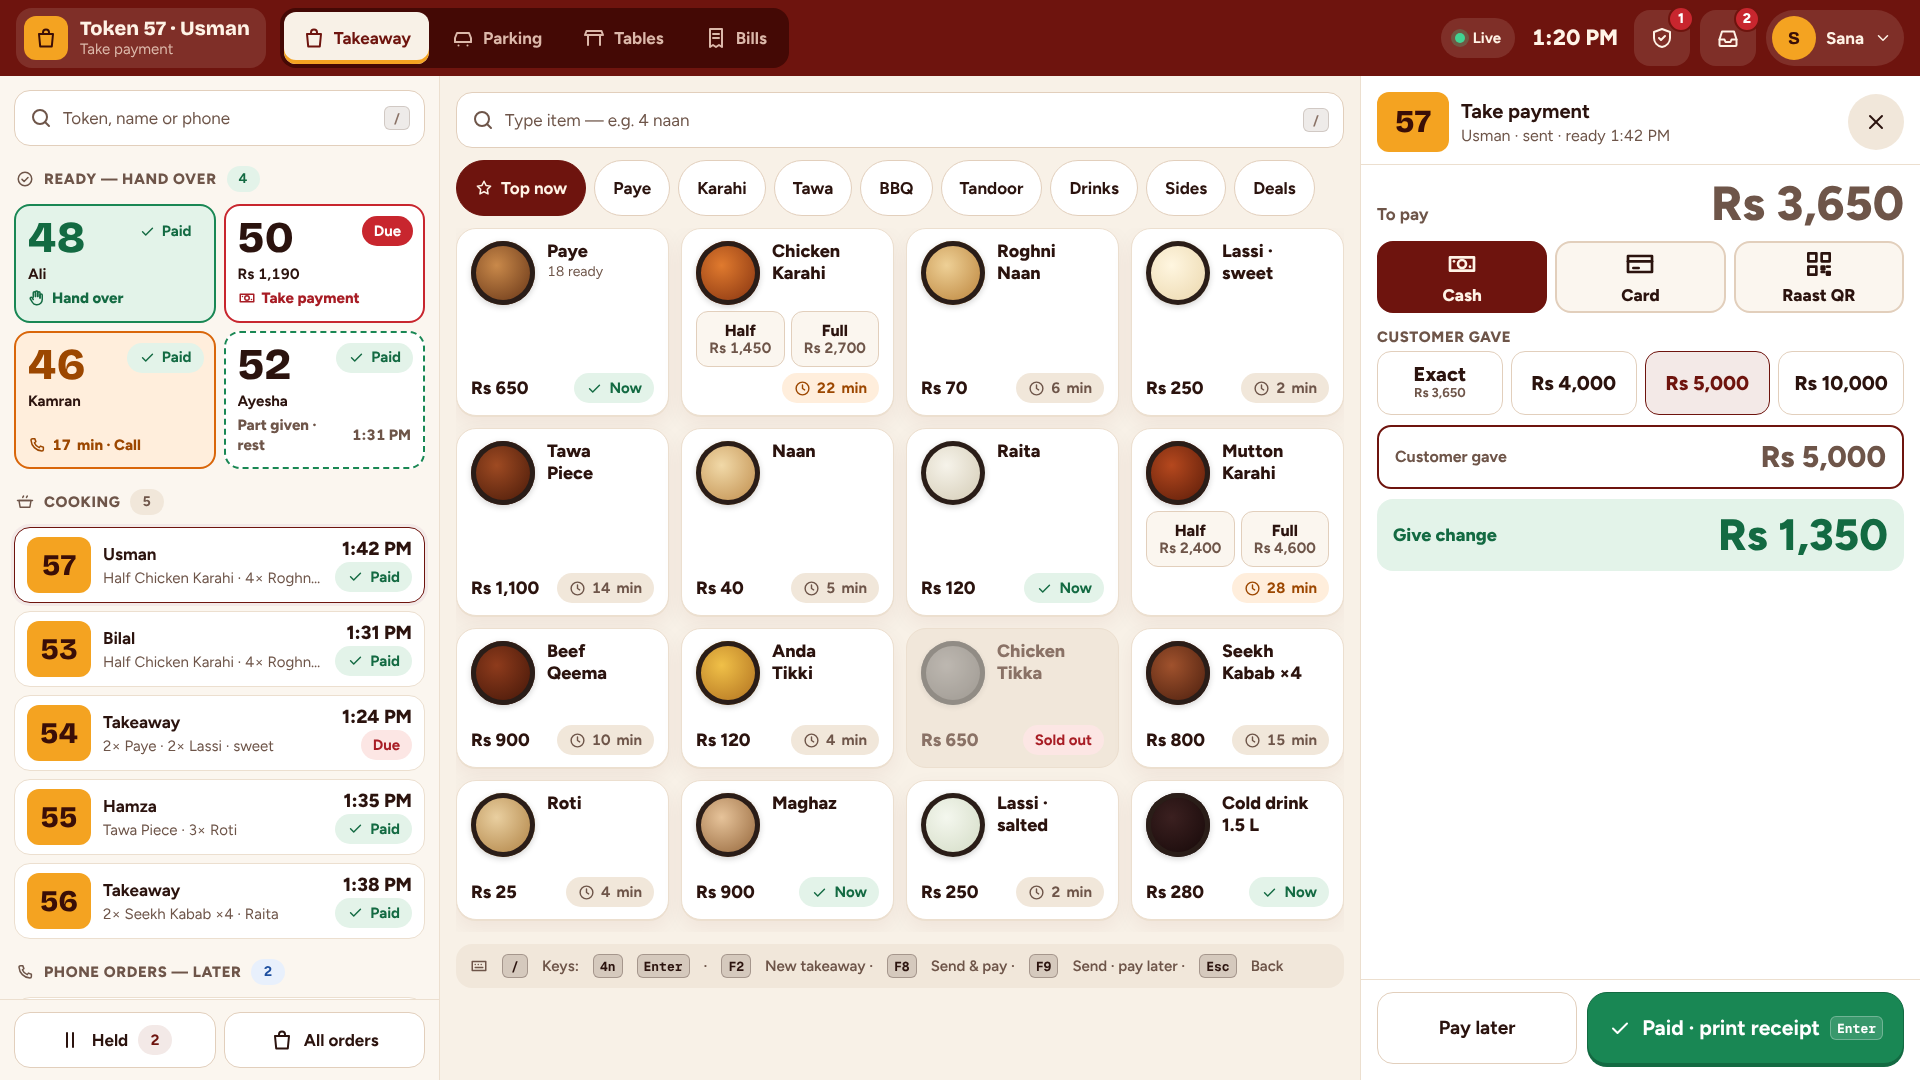 Token 57 · Usman
Take payment
Takeaway
Parking
Tables
Bills
Live
1:20 PM
1
2
S
Sana
Token, name or phone
/
READY — HAND OVER
4
48
Paid
Ali
Hand over
50
Due
Rs 1,190
Take payment
46
Paid
Kamran
17 min · Call
52
Paid
Ayesha
Part given ·
rest
1:31 PM
COOKING
5
57
Usman
1:42 PM
Half Chicken Karahi · 4× Roghn...
Paid
53
Bilal
1:31 PM
Half Chicken Karahi · 4× Roghn...
Paid
54
Takeaway
1:24 PM
2× Paye · 2× Lassi · sweet
Due
55
Hamza
1:35 PM
Tawa Piece · 3× Roti
Paid
56
Takeaway
1:38 PM
2× Seekh Kabab ×4 · Raita
Paid
PHONE ORDERS — LATER
2
Held
2
All orders
Type item — e.g. 4 naan
/
Top now
Paye
Karahi
Tawa
BBQ
Tandoor
Drinks
Sides
Deals
Paye
18 ready
Rs 650
Now
Chicken
Karahi
Half
Rs 1,450
Full
Rs 2,700
22 min
Roghni
Naan
Rs 70
6 min
Lassi ·
sweet
Rs 250
2 min
Tawa
Piece
Rs 1,100
14 min
Naan
Rs 40
5 min
Raita
Rs 120
Now
Mutton
Karahi
Half
Rs 2,400
Full
Rs 4,600
28 min
Beef
Qeema
Rs 900
10 min
Anda
Tikki
Rs 120
4 min
Chicken
Tikka
Rs 650
Sold out
Seekh
Kabab ×4
Rs 800
15 min
Roti
Rs 25
4 min
Maghaz
Rs 900
Now
Lassi ·
salted
Rs 250
2 min
Cold drink
1.5 L
Rs 280
Now
/ Keys: 4n Enter · F2 New takeaway · F8 Send & pay · F9 Send · pay later · Esc Back
57
Take payment
Usman · sent · ready 1:42 PM
To pay
Rs 3,650
Cash
Card
Raast QR
CUSTOMER GAVE
Exact
Rs 3,650
Rs 4,000
Rs 5,000
Rs 10,000
Customer gave
Rs 5,000
Give change
Rs 1,350
Pay later
Paid · print receipt
Enter